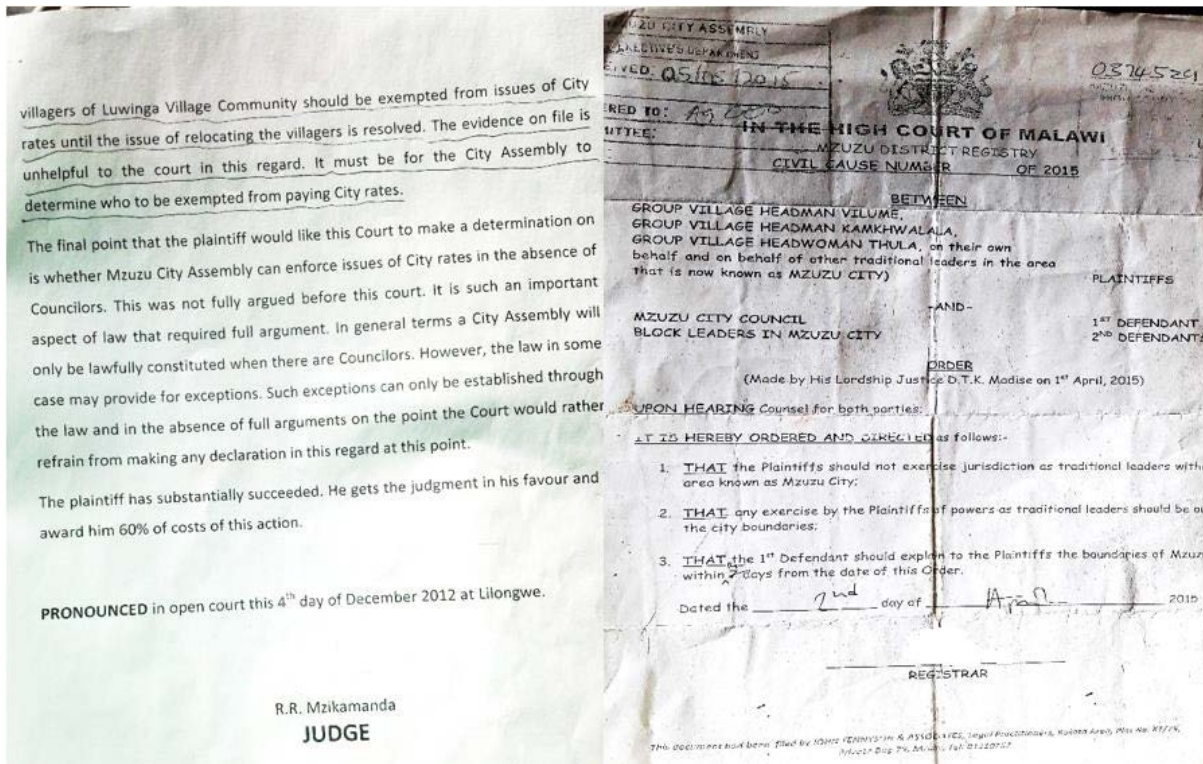 villagers of Luwinga Village Community should be exempted from issues of City
rates until the issue of relocating the villagers is resolved. The evidence on file is
unhelpful to the court in this regard. It must be for the City Assembly to
determine who to be exempted from paying City rates.
The final point that the plaintiff would like this Court to make a determination on
is whether Mzuzu City Assembly can enforce issues of City rates in the absence of
Councilors. This was not fully argued before this court. It is such an important
aspect of law that required full argument. In general terms a City Assembly will
only be lawfully constituted when there are Councilors. However, the law in some
case may provide for exceptions. Such exceptions can only be established through
the law and in the absence of full arguments on the point the Court would rather
refrain from making any declaration in this regard at this point.
The plaintiff has substantially succeeded. He gets the judgment in his favour and
award him 60% of costs of this action.
PRONOUNCED in open court this 4th day of December 2012 at Lilongwe.
R.R. Mzikamanda
JUDGE
CITY ASSEMBLY
DEPARTMENT
05/05/2015
RED TO:
MITTEE:
IN THE HIGH COURT OF MALAWI
MZUZU DISTRICT REGISTRY
CIVIL CAUSE NUMBER OF 2015
BETWEEN
GROUP VILLAGE HEADMAN VILUME,
GROUP VILLAGE HEADMAN KAMKHWALALA,
GROUP VILLAGE HEADWOMAN THULA, on their own
behalf and on behalf of other traditional leaders in the area
that is now known as MZUZU CITY)
PLAINTIFFS
-AND-
MZUZU CITY COUNCIL 1ST DEFENDANT
BLOCK LEADERS IN MZUZU CITY 2ND DEFENDANTS
ORDER
(Made by His Lordship Justice D.T.K. Madise on 1st April, 2015)
UPON HEARING Counsel for both parties:
IT IS HEREBY ORDERED AND DIRECTED as follows:-
1. THAT the Plaintiffs should not exercise jurisdiction as traditional leaders with
area known as Mzuzu City;
2. THAT any exercise by the Plaintiffs of powers as traditional leaders should be
the city boundaries;
3. THAT the 1st Defendant should explain to the Plaintiffs the boundaries of Mzuz
within 7 days from the date of this Order.
Dated the 2nd day of April 2015
REGISTRAR
This document had been filed by JOHN & ASSOCIATES, Legal Practitioners,